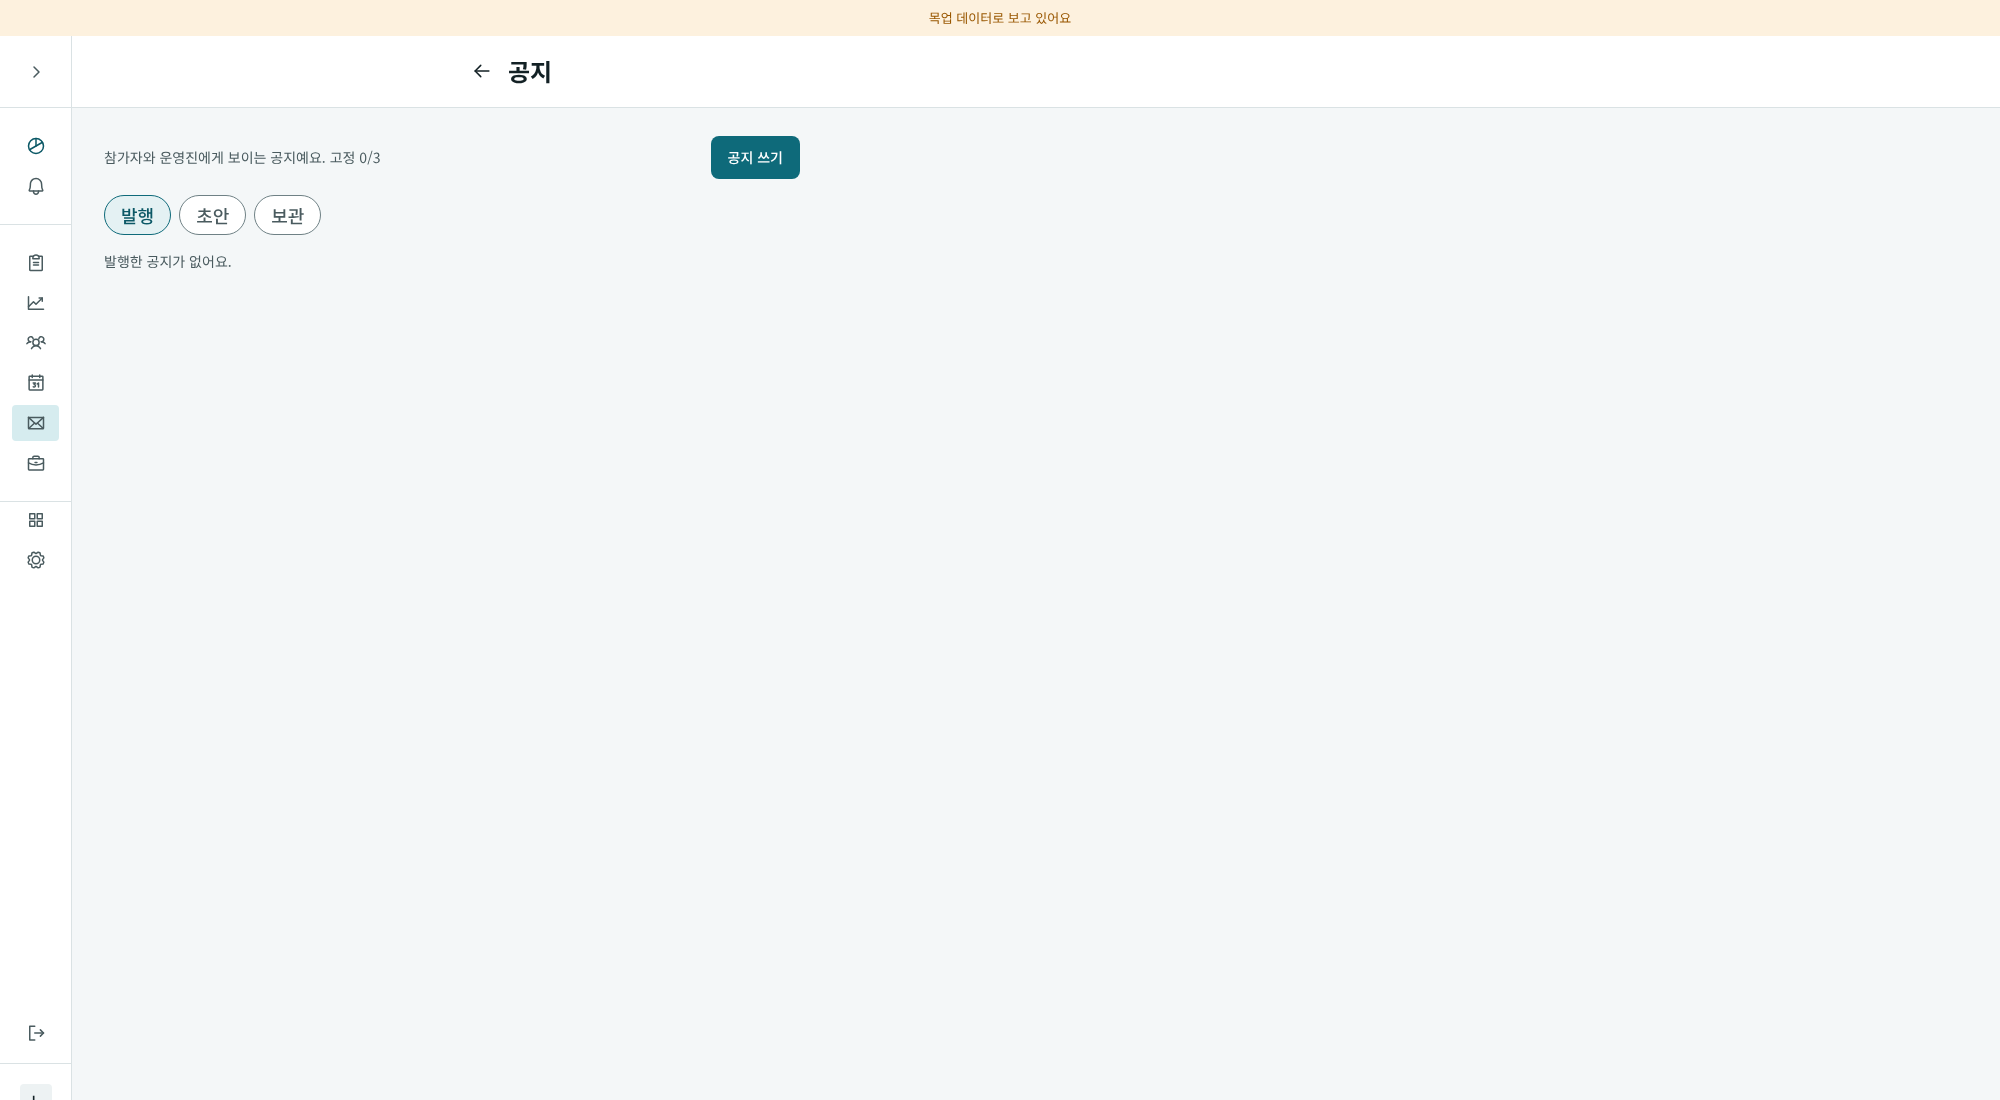 목업 데이터로 보고 있어요
공지
참가자와 운영진에게 보이는 공지예요. 고정 0/3
공지 쓰기
발행 초안 보관
발행한 공지가 없어요.
31